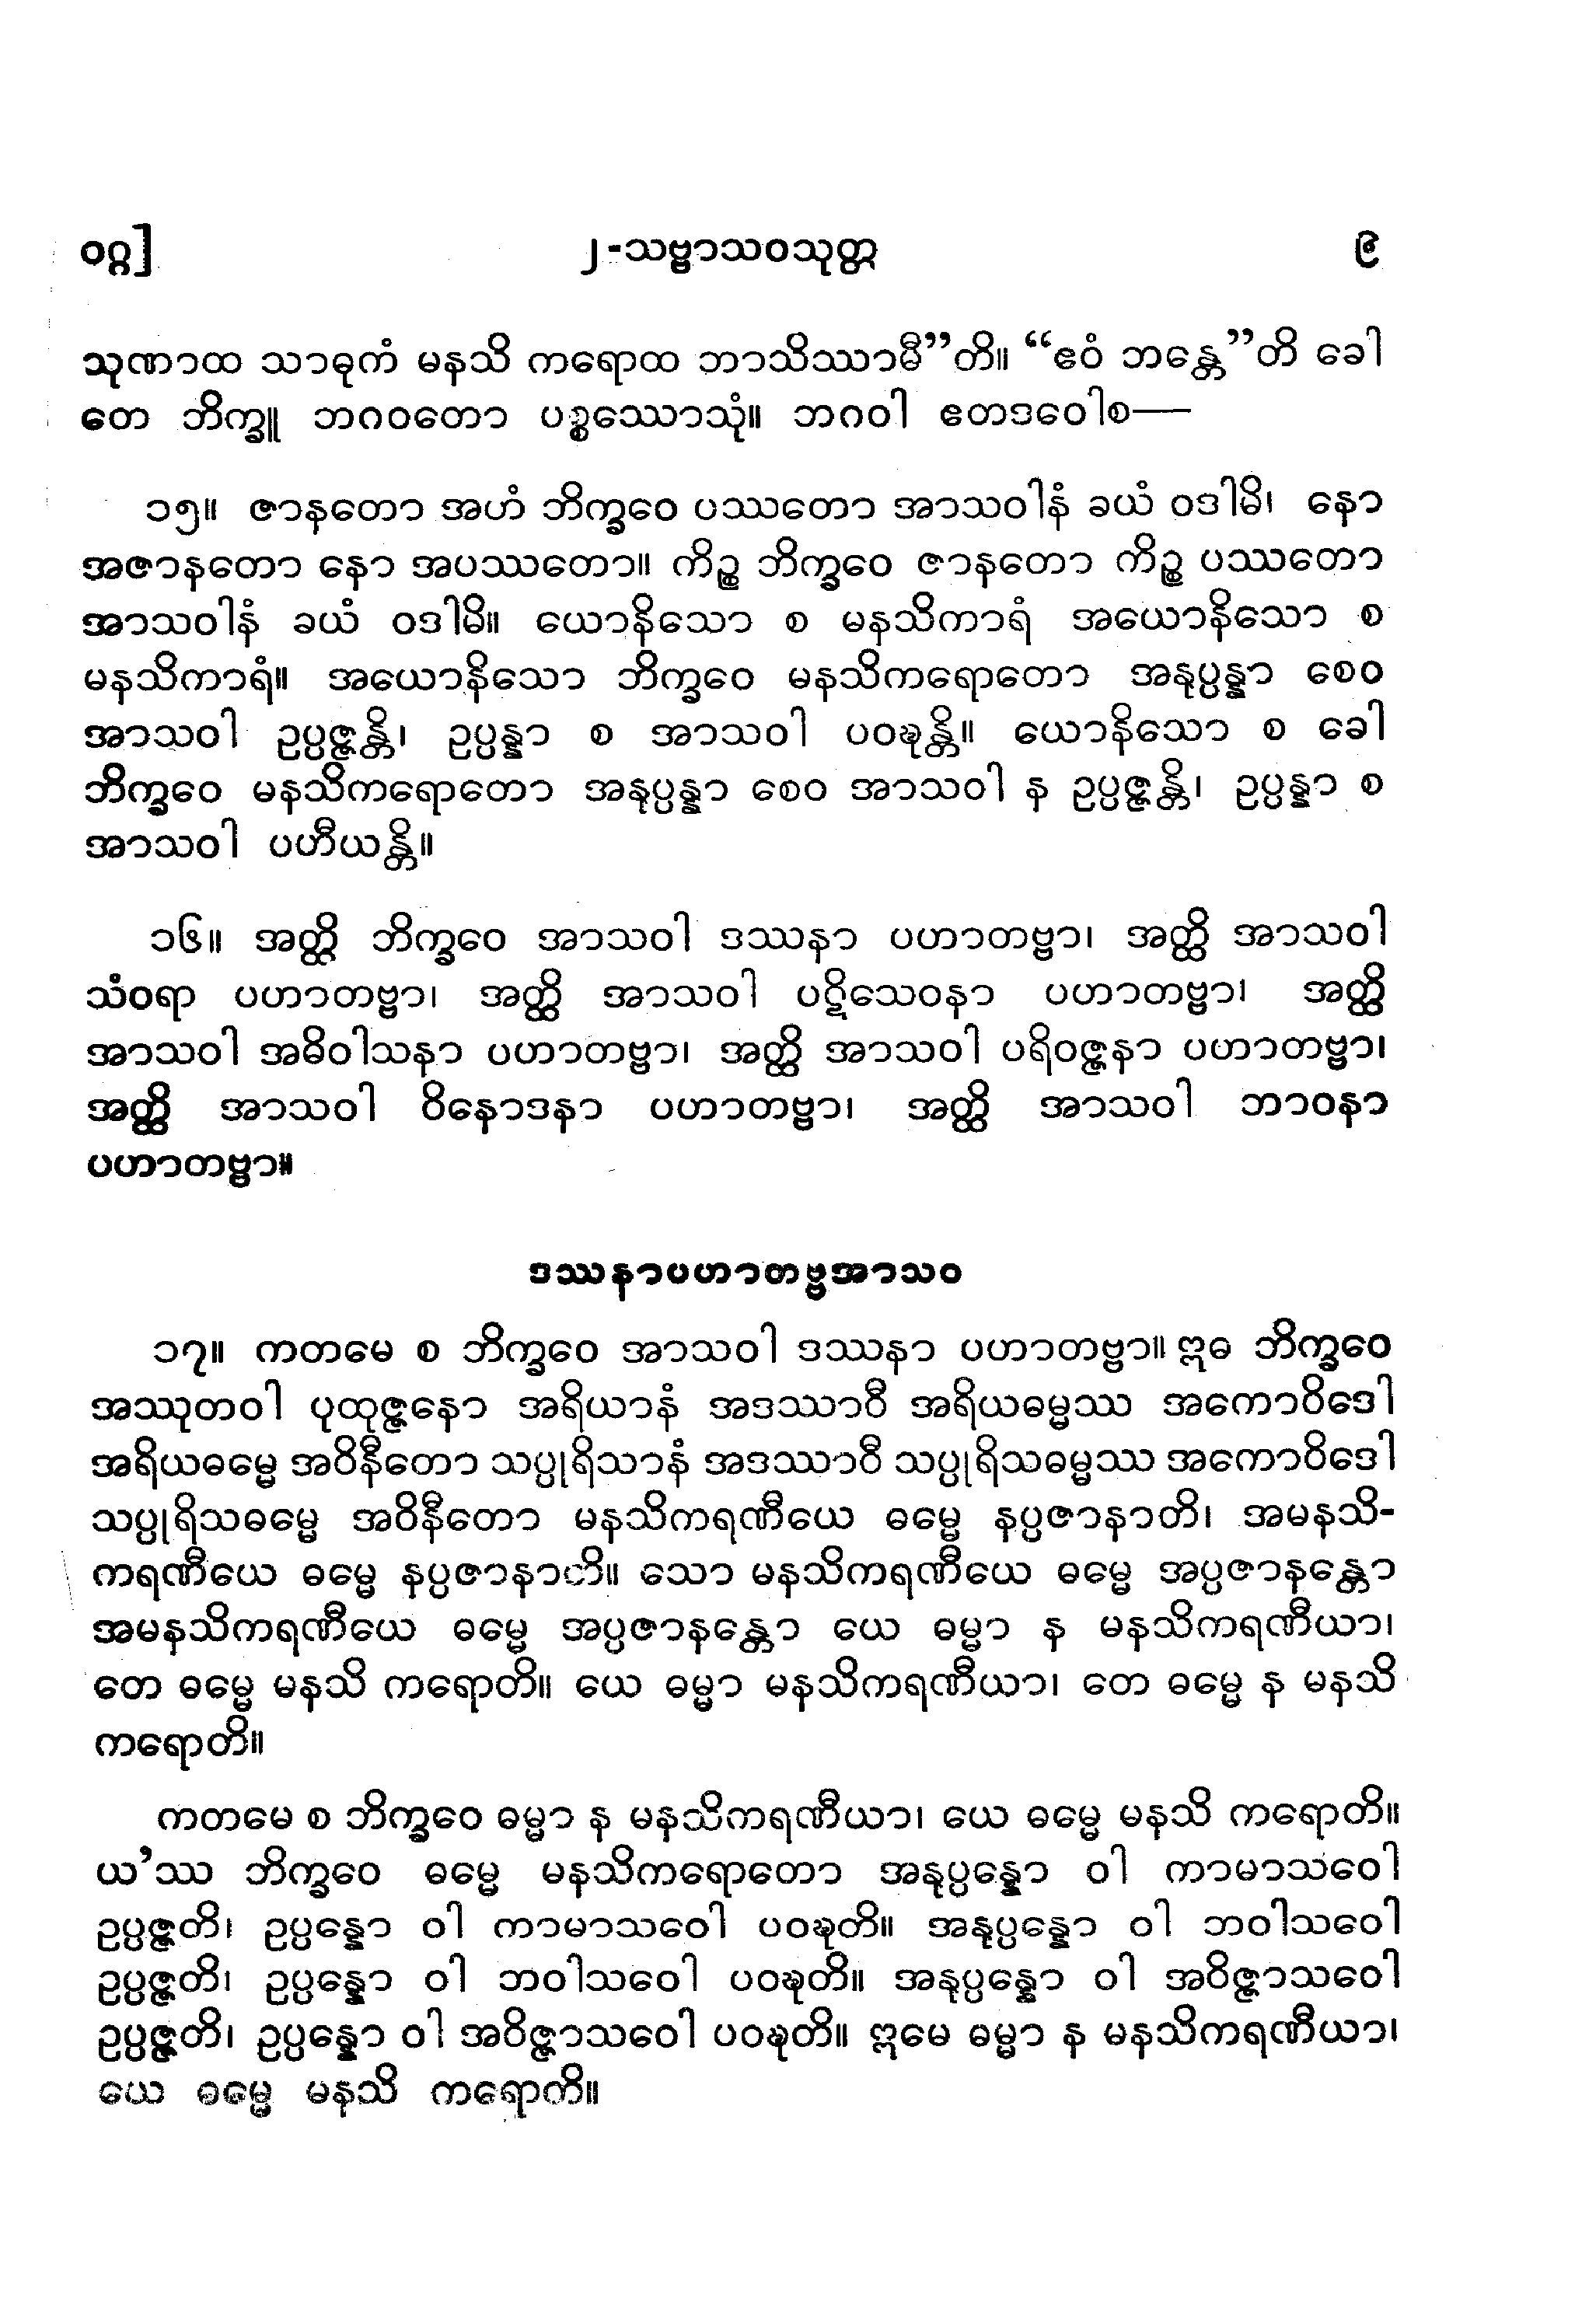 ဝဂ္ဂ]
၂-သဗ္ဗာသဝသုတ္တ
၉
သုဏာထ သာဓုကံ မနသိ ကရောထ ဘာသိဿာမီ”တိ။ “ဧဝံ ဘန္တေ”တိ ခေါ
တေ ဘိက္ခူ ဘဂဝတော ပစ္စဿောသုံ။ ဘဂဝါ ဧတဒဝေါစ—
၁၅။ ဇာနတော အဟံ ဘိက္ခဝေ ပဿတော အာသဝါနံ ခယံ ဝဒါမိ၊ နော
အဇာနတော နော အပဿတော။ ကိဉ္စ ဘိက္ခဝေ ဇာနတော ကိဉ္စ ပဿတော
အာသဝါနံ ခယံ ဝဒါမိ။ ယောနိသော စ မနသိကာရံ အယောနိသော စ
မနသိကာရံ။ အယောနိသော ဘိက္ခဝေ မနသိကရောတော အနုပ္ပန္နာ စေဝ
အာသဝါ ဥပ္ပဇ္ဇန္တိ၊ ဥပ္ပန္နာ စ အာသဝါ ပဝၖုန္တိ။ ယောနိသော စ ခေါ
ဘိက္ခဝေ မနသိကရောတော အနုပ္ပန္နာ စေဝ အာသဝါ န ဥပ္ပဇ္ဇန္တိ၊ ဥပ္ပန္နာ စ
အာသဝါ ပဟီယန္တိ။
၁၆။ အတ္ထိ ဘိက္ခဝေ အာသဝါ ဒဿနာ ပဟာတဗ္ဗာ၊ အတ္ထိ အာသဝါ
သံဝရာ ပဟာတဗ္ဗာ၊ အတ္ထိ အာသဝါ ပဋိသေဝနာ ပဟာတဗ္ဗာ၊ အတ္ထိ
အာသဝါ အဓိဝါသနာ ပဟာတဗ္ဗာ၊ အတ္ထိ အာသဝါ ပရိဝဇ္ဇနာ ပဟာတဗ္ဗာ၊
အတ္ထိ အာသဝါ ဝိနောဒနာ ပဟာတဗ္ဗာ၊ အတ္ထိ အာသဝါ ဘာဝနာ
ပဟာတဗ္ဗာ။
ဒဿနာပဟာတဗ္ဗအာသဝ
၁၇။ ကတမေ စ ဘိက္ခဝေ အာသဝါ ဒဿနာ ပဟာတဗ္ဗာ။ ဣဓ ဘိက္ခဝေ
အဿုတဝါ ပုထုဇ္ဇနော အရိယာနံ အဒဿာဝီ အရိယဓမ္မဿ အကောဝိဒေါ
အရိယဓမ္မေ အဝိနီတော သပ္ပုရိသာနံ အဒဿာဝီ သပ္ပုရိသဓမ္မဿ အကောဝိဒေါ
သပ္ပုရိသဓမ္မေ အဝိနီတော မနသိကရဏီယေ ဓမ္မေ နပ္ပဇာနာတိ၊ အမနသိ-
ကရဏီယေ ဓမ္မေ နပ္ပဇာနာတိ။ သော မနသိကရဏီယေ ဓမ္မေ အပ္ပဇာနန္တော
အမနသိကရဏီယေ ဓမ္မေ အပ္ပဇာနန္တော ယေ ဓမ္မာ န မနသိကရဏီယာ၊
တေ ဓမ္မေ မနသိ ကရောတိ။ ယေ ဓမ္မာ မနသိကရဏီယာ၊ တေ ဓမ္မေ န မနသိ
ကရောတိ။
ကတမေ စ ဘိက္ခဝေ ဓမ္မာ န မနသိကရဏီယာ၊ ယေ ဓမ္မေ မနသိ ကရောတိ။
ယ’ဿ ဘိက္ခဝေ ဓမ္မေ မနသိကရောတော အနုပ္ပန္နော ဝါ ကာမာသဝေါ
ဥပ္ပဇ္ဇတိ၊ ဥပ္ပန္နော ဝါ ကာမာသဝေါ ပဝၖုတိ။ အနုပ္ပန္နော ဝါ ဘဝါသဝေါ
ဥပ္ပဇ္ဇတိ၊ ဥပ္ပန္နော ဝါ ဘဝါသဝေါ ပဝၖုတိ။ အနုပ္ပန္နော ဝါ အဝိဇ္ဇာသဝေါ
ဥပ္ပဇ္ဇတိ၊ ဥပ္ပန္နော ဝါ အဝိဇ္ဇာသဝေါ ပဝၖုတိ။ ဣမေ ဓမ္မာ န မနသိကရဏီယာ၊
ယေ ဓမ္မေ မနသိ ကရောတိ။